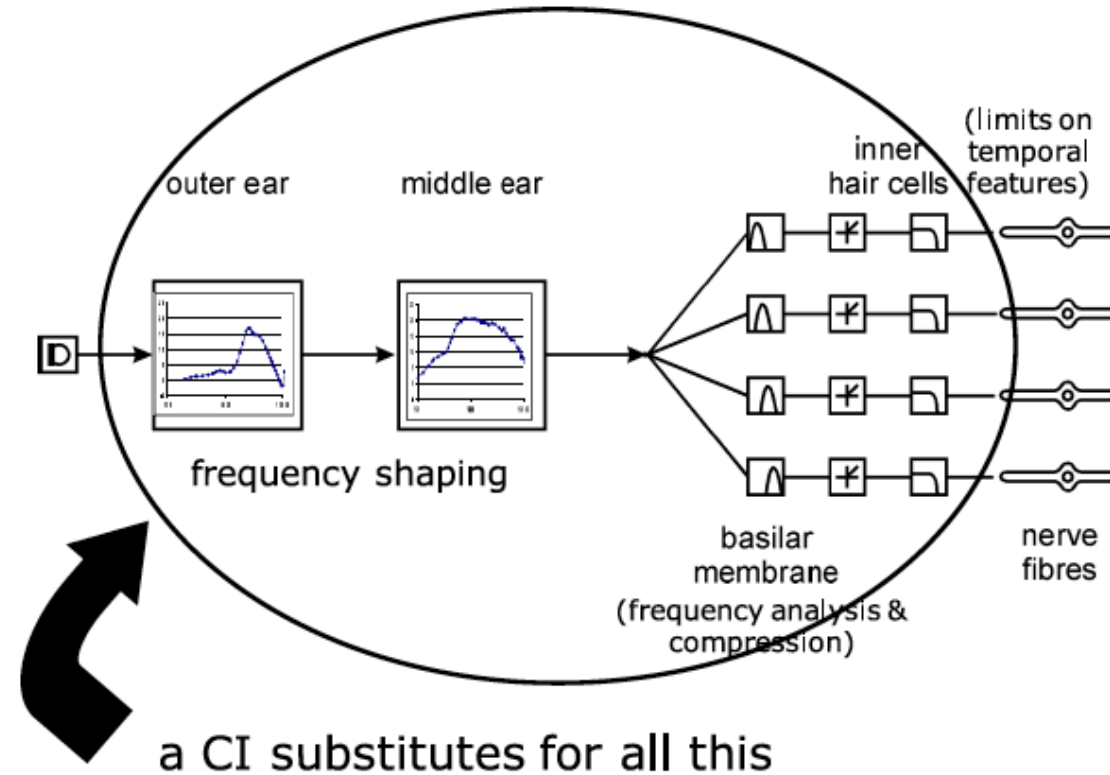 (limits on
temporal
features)
inner
hair cells
outer ear
middle ear
frequency shaping
basilar
membrane
(frequency analysis &
compression)
nerve
fibres
a CI substitutes for all this